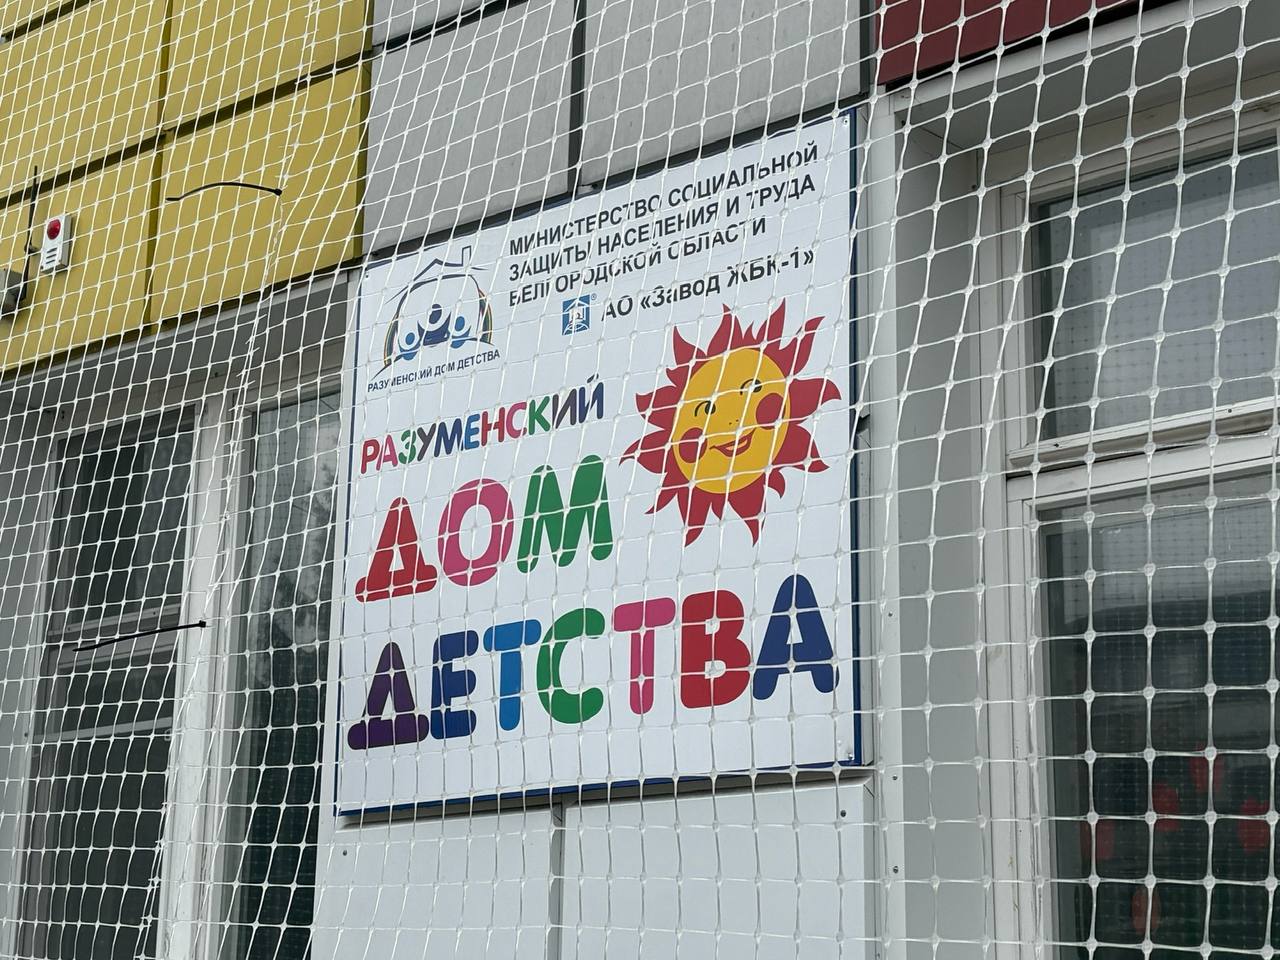 МИНИСТЕРСТВО СОЦИАЛЬНОЙ
ЗАЩИТЫ НАСЕЛЕНИЯ И ТРУДА
БЕЛГОРОДСКОЙ ОБЛАСТИ
АО «Завод ЖБК-1»
РАЗУМЕНСКИЙ ДОМ ДЕТСТВА
РАЗУМЕНСКИЙ
ДОМ
ДЕТСТВА